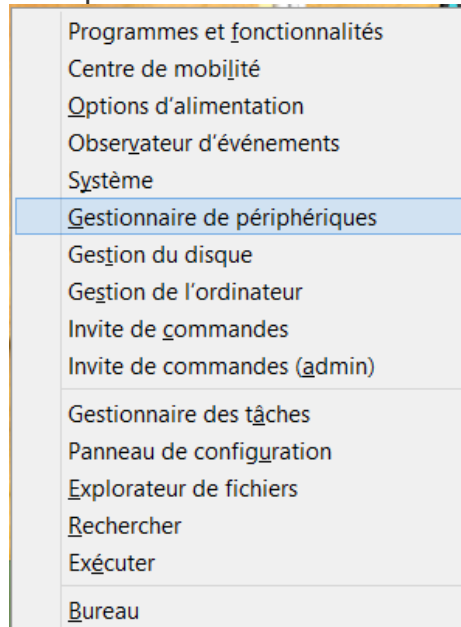 Programmes et fonctionnalités
Centre de mobilité
Options d'alimentation
Observateur d'événements
Système
Gestionnaire de périphériques
Gestion du disque
Gestion de l'ordinateur
Invite de commandes
Invite de commandes (admin)
Gestionnaire des tâches
Panneau de configuration
Explorateur de fichiers
Rechercher
Exécuter
Bureau